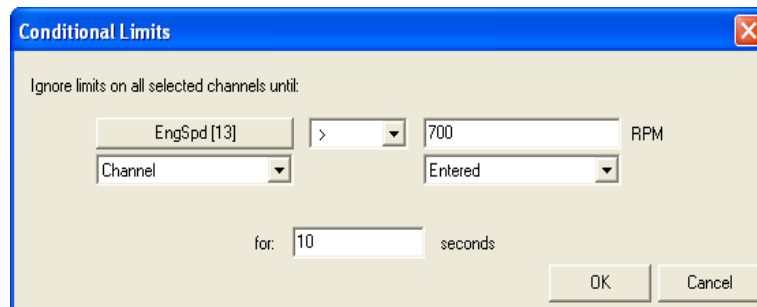 Conditional Limits
Ignore limits on all selected channels until:
EngSpd [13] > 700 RPM
Channel Entered
for: 10 seconds
OK Cancel